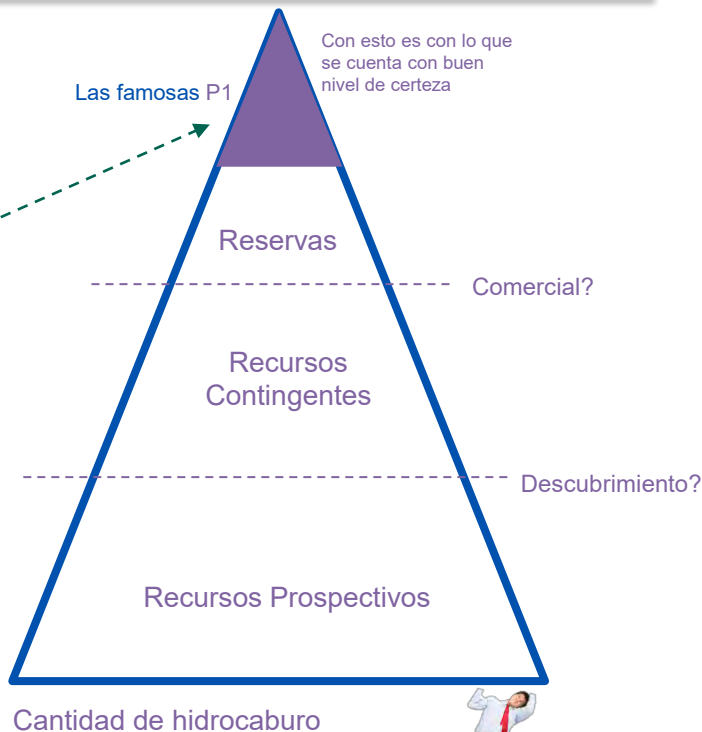 Con esto es con lo que
se cuenta con buen
nivel de certeza
Las famosas P1
Reservas
Comercial?
Recursos
Contingentes
Descubrimiento?
Recursos Prospectivos
Cantidad de hidrocaburo